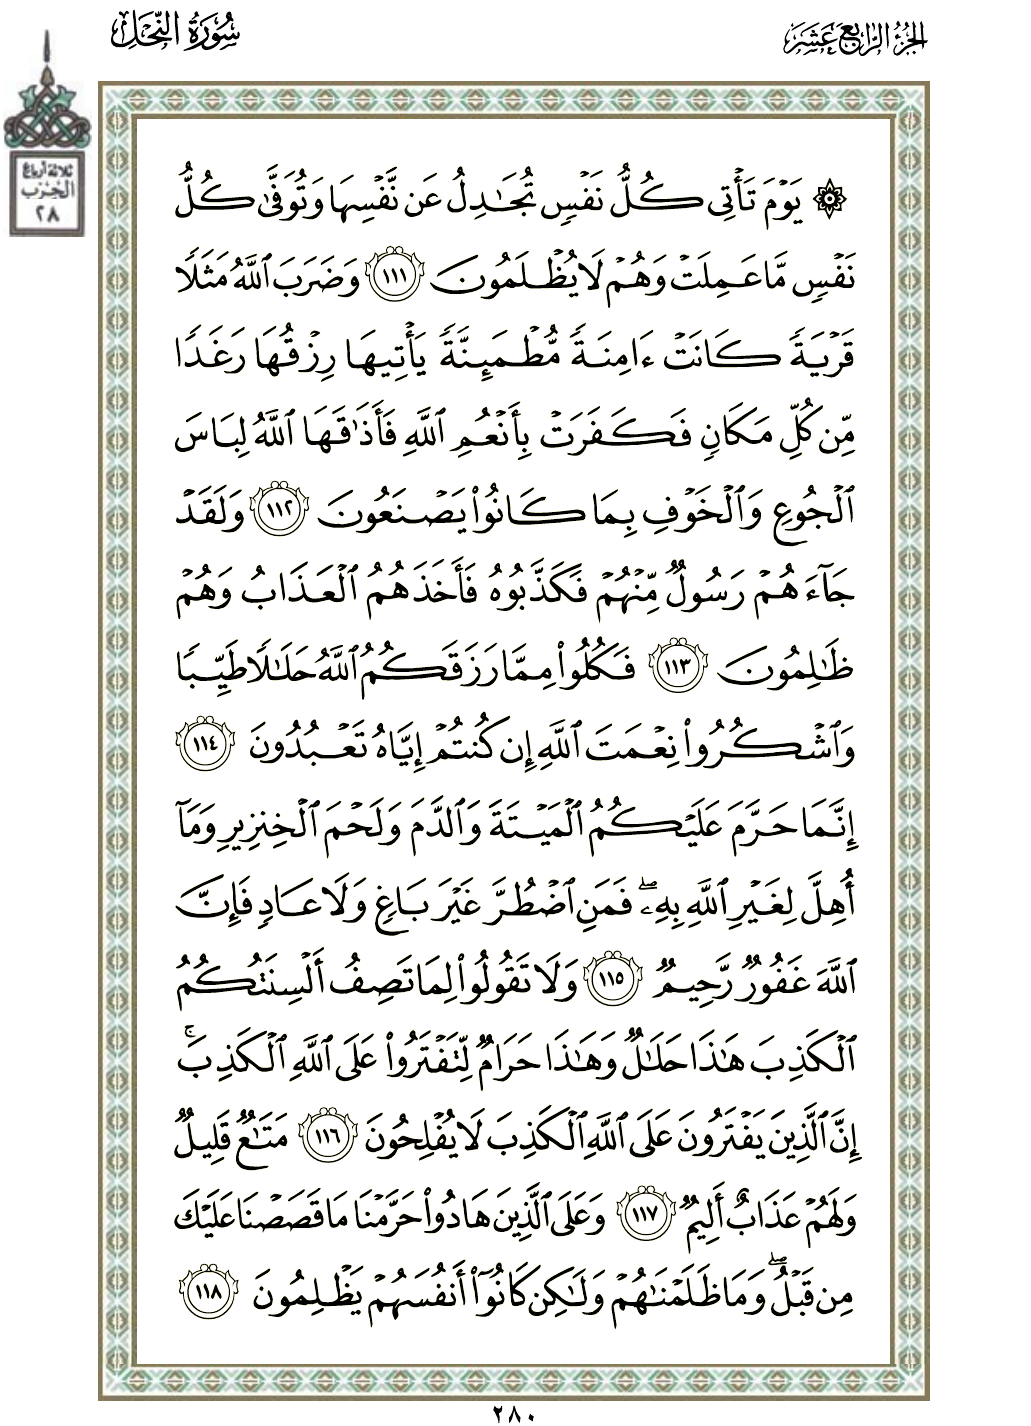 الجزء الرابع عشر
سورة النحل
ثلاثة أرباع
الحزب
٢٨
۞ يَوْمَ تَأْتِى كُلُّ نَفْسٍ تُجَٰدِلُ عَن نَّفْسِهَا وَتُوَفَّىٰ كُلُّ
نَفْسٍ مَّا عَمِلَتْ وَهُمْ لَا يُظْلَمُونَ ١١١ وَضَرَبَ ٱللَّهُ مَثَلًا
قَرْيَةً كَانَتْ ءَامِنَةً مُّطْمَئِنَّةً يَأْتِيهَا رِزْقُهَا رَغَدًا
مِّن كُلِّ مَكَانٍ فَكَفَرَتْ بِأَنْعُمِ ٱللَّهِ فَأَذَٰقَهَا ٱللَّهُ لِبَاسَ
ٱلْجُوعِ وَٱلْخَوْفِ بِمَا كَانُوا۟ يَصْنَعُونَ ١١٢ وَلَقَدْ
جَآءَهُمْ رَسُولٌ مِّنْهُمْ فَكَذَّبُوهُ فَأَخَذَهُمُ ٱلْعَذَابُ وَهُمْ
ظَٰلِمُونَ ١١٣ فَكُلُوا۟ مِمَّا رَزَقَكُمُ ٱللَّهُ حَلَٰلًا طَيِّبًا
وَٱشْكُرُوا۟ نِعْمَتَ ٱللَّهِ إِن كُنتُمْ إِيَّاهُ تَعْبُدُونَ ١١٤
إِنَّمَا حَرَّمَ عَلَيْكُمُ ٱلْمَيْتَةَ وَٱلدَّمَ وَلَحْمَ ٱلْخِنزِيرِ وَمَآ
أُهِلَّ لِغَيْرِ ٱللَّهِ بِهِۦۖ فَمَنِ ٱضْطُرَّ غَيْرَ بَاغٍ وَلَا عَادٍ فَإِنَّ
ٱللَّهَ غَفُورٌ رَّحِيمٌ ١١٥ وَلَا تَقُولُوا۟ لِمَا تَصِفُ أَلْسِنَتُكُمُ
ٱلْكَذِبَ هَٰذَا حَلَٰلٌ وَهَٰذَا حَرَامٌ لِّتَفْتَرُوا۟ عَلَى ٱللَّهِ ٱلْكَذِبَۚ
إِنَّ ٱلَّذِينَ يَفْتَرُونَ عَلَى ٱللَّهِ ٱلْكَذِبَ لَا يُفْلِحُونَ ١١٦ مَتَٰعٌ قَلِيلٌ
وَلَهُمْ عَذَابٌ أَلِيمٌ ١١٧ وَعَلَى ٱلَّذِينَ هَادُوا۟ حَرَّمْنَا مَا قَصَصْنَا عَلَيْكَ
مِن قَبْلُۖ وَمَا ظَلَمْنَٰهُمْ وَلَٰكِن كَانُوٓا۟ أَنفُسَهُمْ يَظْلِمُونَ ١١٨
٢٨٠